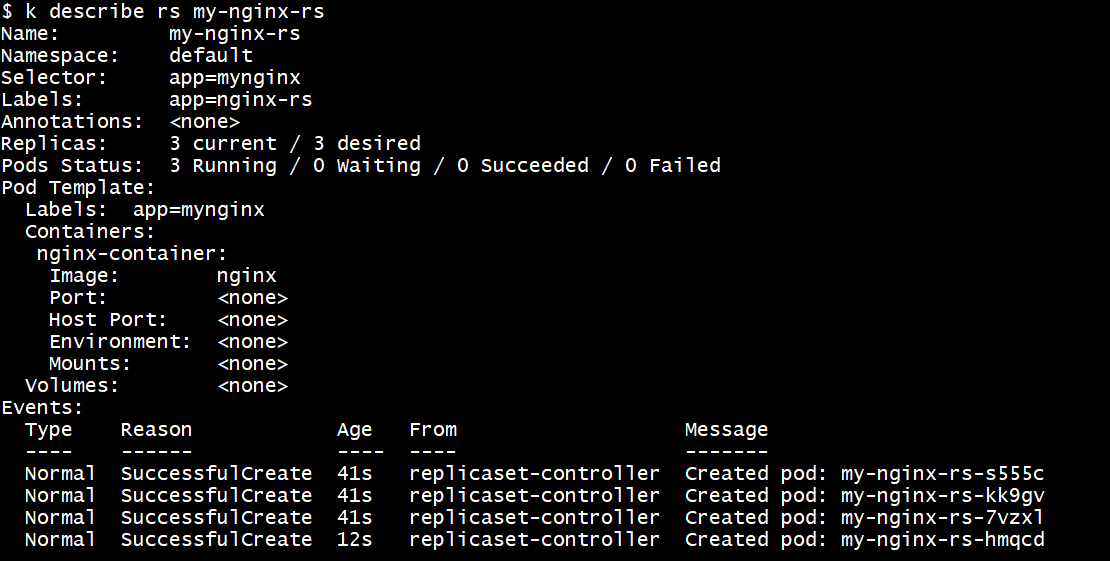 $ k describe rs my-nginx-rs
Name:         my-nginx-rs
Namespace:    default
Selector:     app=mynginx
Labels:       app=nginx-rs
Annotations:  <none>
Replicas:     3 current / 3 desired
Pods Status:  3 Running / 0 Waiting / 0 Succeeded / 0 Failed
Pod Template:
  Labels:  app=mynginx
  Containers:
   nginx-container:
    Image:        nginx
    Port:         <none>
    Host Port:    <none>
    Environment:  <none>
    Mounts:       <none>
  Volumes:        <none>
Events:
  Type    Reason            Age   From                   Message
  ----    ------            ----  ----                   -------
  Normal  SuccessfulCreate  41s   replicaset-controller  Created pod: my-nginx-rs-s555c
  Normal  SuccessfulCreate  41s   replicaset-controller  Created pod: my-nginx-rs-kk9gv
  Normal  SuccessfulCreate  41s   replicaset-controller  Created pod: my-nginx-rs-7vzxl
  Normal  SuccessfulCreate  12s   replicaset-controller  Created pod: my-nginx-rs-hmqcd